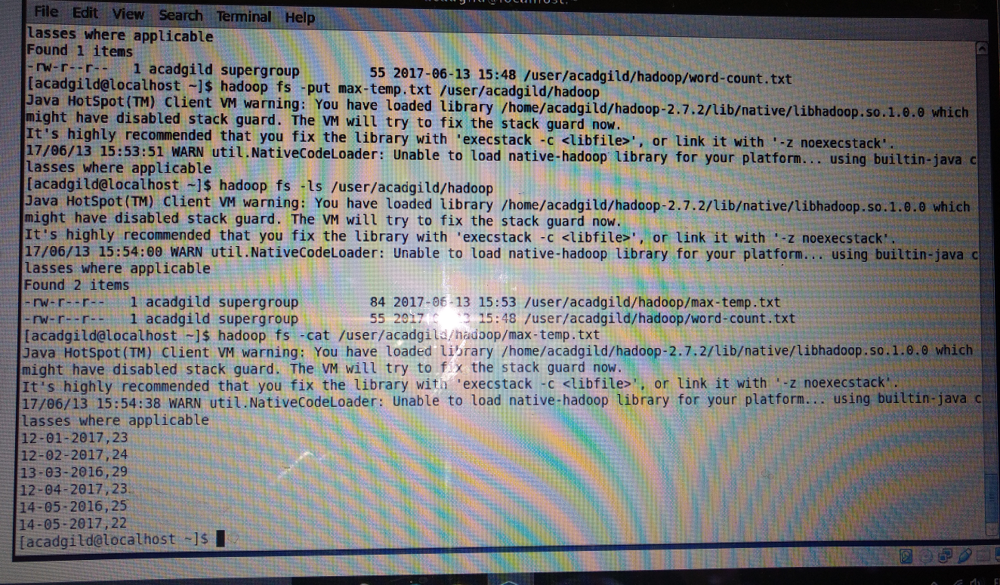 File Edit View Search Terminal Help
lasses where applicable
Found 1 items
-rw-r--r--   1 acadgild supergroup         55 2017-06-13 15:48 /user/acadgild/hadoop/word-count.txt
[acadgild@localhost ~]$ hadoop fs -put max-temp.txt /user/acadgild/hadoop
Java HotSpot(TM) Client VM warning: You have loaded library /home/acadgild/hadoop-2.7.2/lib/native/libhadoop.so.1.0.0 which
might have disabled stack guard. The VM will try to fix the stack guard now.
It's highly recommended that you fix the library with 'execstack -c <libfile>', or link it with '-z noexecstack'.
17/06/13 15:53:51 WARN util.NativeCodeLoader: Unable to load native-hadoop library for your platform... using builtin-java c
lasses where applicable
[acadgild@localhost ~]$ hadoop fs -ls /user/acadgild/hadoop
Java HotSpot(TM) Client VM warning: You have loaded library /home/acadgild/hadoop-2.7.2/lib/native/libhadoop.so.1.0.0 which
might have disabled stack guard. The VM will try to fix the stack guard now.
It's highly recommended that you fix the library with 'execstack -c <libfile>', or link it with '-z noexecstack'.
17/06/13 15:54:00 WARN util.NativeCodeLoader: Unable to load native-hadoop library for your platform... using builtin-java c
lasses where applicable
Found 2 items
-rw-r--r--   1 acadgild supergroup         84 2017-06-13 15:53 /user/acadgild/hadoop/max-temp.txt
-rw-r--r--   1 acadgild supergroup         55 15:48 /user/acadgild/hadoop/word-count.txt
[acadgild@localhost ~]$ hadoop fs -cat /user/acadgild/hadoop/max-temp.txt
Java HotSpot(TM) Client VM warning: You have loaded library /home/acadgild/hadoop-2.7.2/lib/native/libhadoop.so.1.0.0 which
might have disabled stack guard. The VM will try to fix the stack guard now.
It's highly recommended that you fix the library with 'execstack -c <libfile>', or link it with '-z noexecstack'.
17/06/13 15:54:38 WARN util.NativeCodeLoader: Unable to load native-hadoop library for your platform... using builtin-java c
lasses where applicable
12-01-2017,23
12-02-2017,24
13-03-2016,29
12-04-2017,23
14-05-2016,25
14-05-2017,22
[acadgild@localhost ~]$